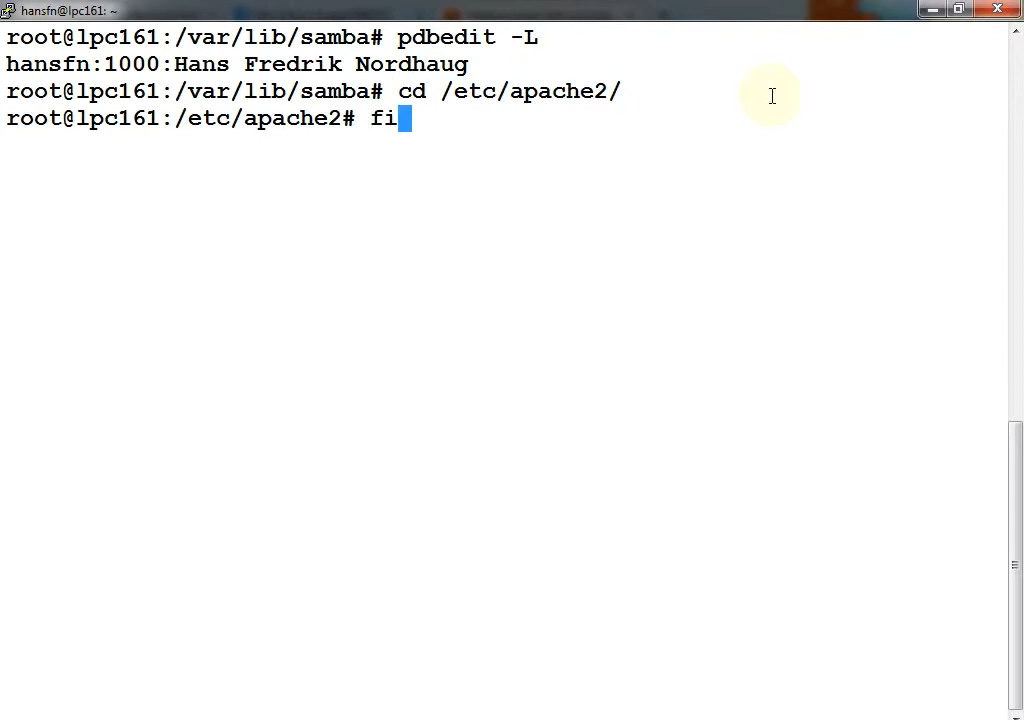 hansfn@lpc161: ~
root@lpc161:/var/lib/samba# pdbedit -L
hansfn:1000:Hans Fredrik Nordhaug
root@lpc161:/var/lib/samba# cd /etc/apache2/
root@lpc161:/etc/apache2# fi